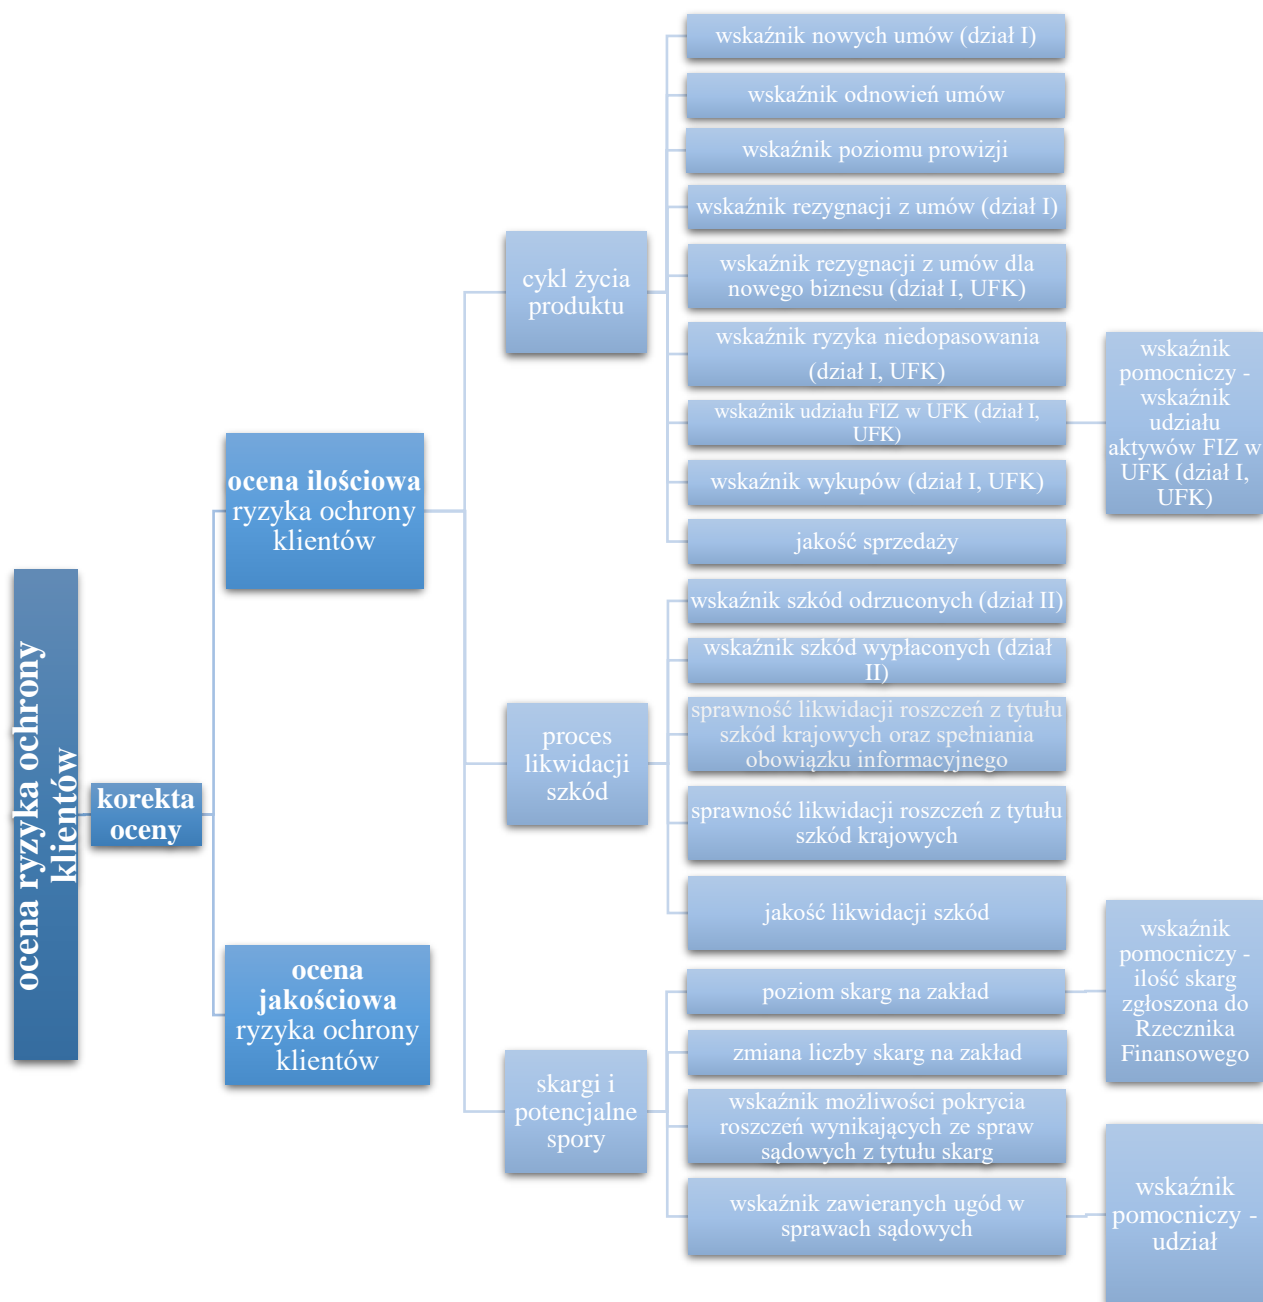 ocena ryzyka ochrony
klientów
korekta
oceny
ocena ilościowa
ryzyka ochrony
klientów
ocena
jakościowa
ryzyka ochrony
klientów
cykl życia
produktu
wskaźnik nowych umów (dział I)
wskaźnik odnowień umów
wskaźnik poziomu prowizji
wskaźnik rezygnacji z umów (dział I)
wskaźnik rezygnacji z umów dla
nowego biznesu (dział I, UFK)
wskaźnik ryzyka niedopasowania
(dział I, UFK)
wskaźnik udziału FIZ w UFK (dział I,
UFK)
wskaźnik pomocniczy -
wskaźnik
udziału
aktywów FIZ w
UFK (dział I,
UFK)
wskaźnik wykupów (dział I, UFK)
jakość sprzedaży
proces
likwidacji
szkód
wskaźnik szkód odrzuconych (dział II)
wskaźnik szkód wypłaconych (dział
II)
sprawność likwidacji roszczeń z tytułu
szkód krajowych oraz spełniania
obowiązku informacyjnego
sprawność likwidacji roszczeń z tytułu
szkód krajowych
jakość likwidacji szkód
skargi i
potencjalne
spory
poziom skarg na zakład
wskaźnik
pomocniczy -
ilość skarg
zgłoszona do
Rzecznika
Finansowego
zmiana liczby skarg na zakład
wskaźnik możliwości pokrycia
roszczeń wynikających ze spraw
sądowych z tytułu skarg
wskaźnik zawieranych ugód w
sprawach sądowych
wskaźnik
pomocniczy -
udział